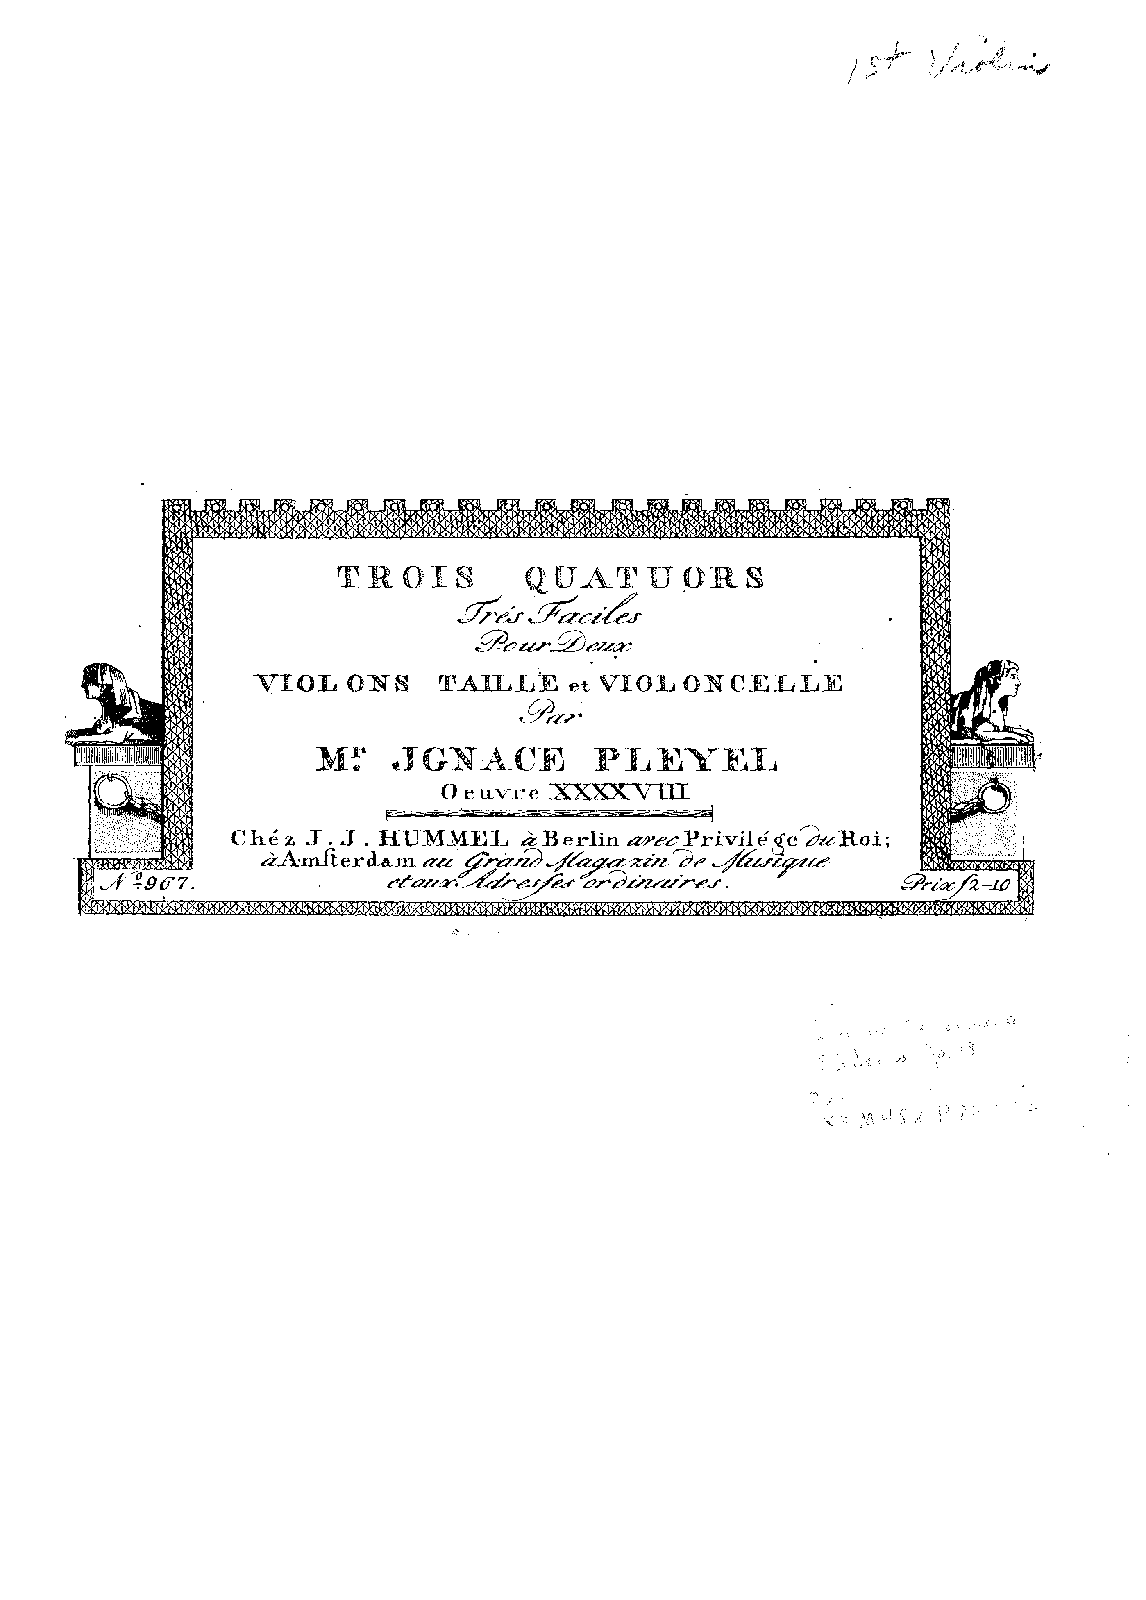 1st Violin
TROIS QUATUORS
Trés Faciles
Pour Deux
VIOLONS TAILLE et VIOLONCELLE
Par
Mr. JGNACE PLEYEL
Oeuvre XXXXVIII
Chéz J. J. HUMMEL à Berlin avec Privilége du Roi;
à Amſterdam au Grand Magazin de Musique
et aux Adreſses ordinaires.
No. 967.
Prix f 2-10